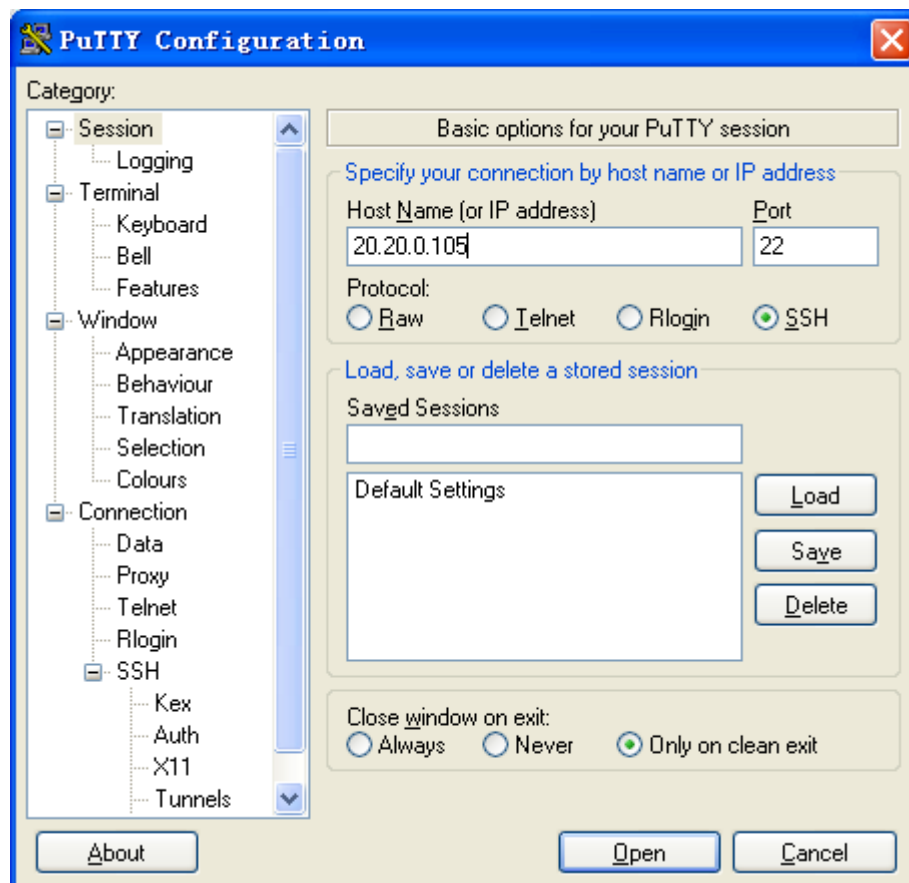 PuTTY Configuration
Category:
Session
Logging
Terminal
Keyboard
Bell
Features
Window
Appearance
Behaviour
Translation
Selection
Colours
Connection
Data
Proxy
Telnet
Rlogin
SSH
Kex
Auth
X11
Tunnels
Basic options for your PuTTY session
Specify your connection by host name or IP address
Host Name (or IP address) Port
20.20.0.105 22
Protocol:
Raw Telnet Rlogin SSH
Load, save or delete a stored session
Saved Sessions
Default Settings
Load
Save
Delete
Close window on exit:
Always Never Only on clean exit
About Open Cancel